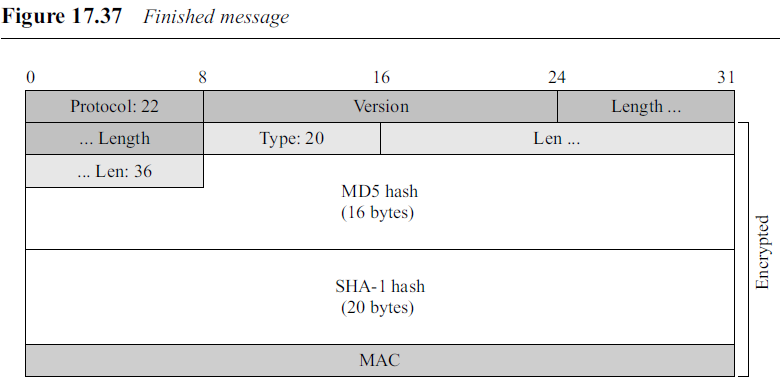 Figure 17.37 Finished message
0 8 16 24 31
Protocol: 22 Version Length ...
... Length Type: 20 Len ...
... Len: 36
MD5 hash
(16 bytes)
SHA-1 hash
(20 bytes)
MAC
Encrypted